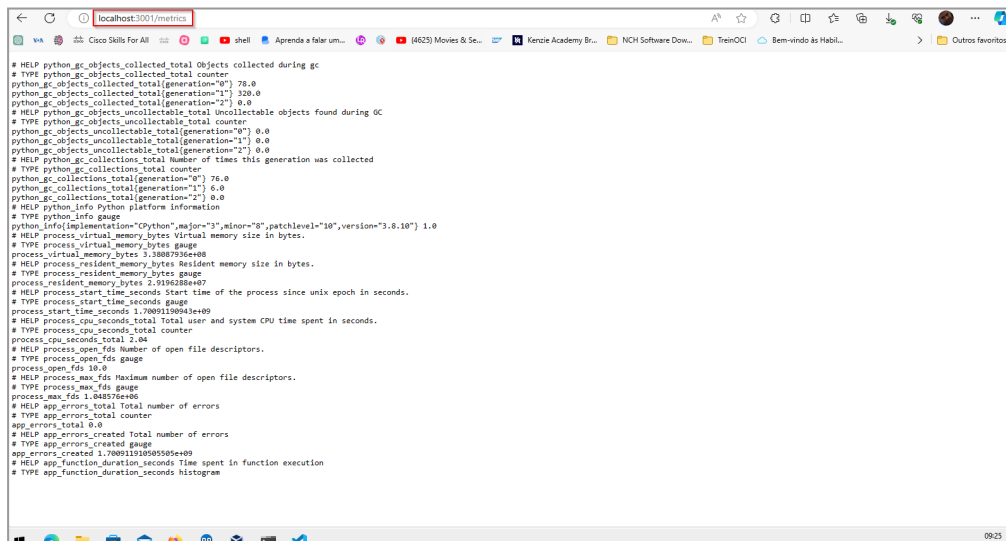 localhost:3001/metrics
Cisco Skills For All
shell
Aprenda a falar um...
(4625) Movies & Se...
Kenzie Academy Br...
NCH Software Dow...
TreinOCI
Bem-vindo às Habil...
Outros favoritos
# HELP python_gc_objects_collected_total Objects collected during gc
# TYPE python_gc_objects_collected_total counter
python_gc_objects_collected_total{generation="0"} 78.0
python_gc_objects_collected_total{generation="1"} 320.0
python_gc_objects_collected_total{generation="2"} 0.0
# HELP python_gc_objects_uncollectable_total Uncollectable objects found during GC
# TYPE python_gc_objects_uncollectable_total counter
python_gc_objects_uncollectable_total{generation="0"} 0.0
python_gc_objects_uncollectable_total{generation="1"} 0.0
python_gc_objects_uncollectable_total{generation="2"} 0.0
# HELP python_gc_collections_total Number of times this generation was collected
# TYPE python_gc_collections_total counter
python_gc_collections_total{generation="0"} 76.0
python_gc_collections_total{generation="1"} 6.0
python_gc_collections_total{generation="2"} 0.0
# HELP python_info Python platform information
# TYPE python_info gauge
python_info{implementation="CPython",major="3",minor="8",patchlevel="10",version="3.8.10"} 1.0
# HELP process_virtual_memory_bytes Virtual memory size in bytes.
# TYPE process_virtual_memory_bytes gauge
process_virtual_memory_bytes 3.38087936e+08
# HELP process_resident_memory_bytes Resident memory size in bytes.
# TYPE process_resident_memory_bytes gauge
process_resident_memory_bytes 2.9196288e+07
# HELP process_start_time_seconds Start time of the process since unix epoch in seconds.
# TYPE process_start_time_seconds gauge
process_start_time_seconds 1.70091190943e+09
# HELP process_cpu_seconds_total Total user and system CPU time spent in seconds.
# TYPE process_cpu_seconds_total counter
process_cpu_seconds_total 2.04
# HELP process_open_fds Number of open file descriptors.
# TYPE process_open_fds gauge
process_open_fds 10.0
# HELP process_max_fds Maximum number of open file descriptors.
# TYPE process_max_fds gauge
process_max_fds 1.048576e+06
# HELP app_errors_total Total number of errors
# TYPE app_errors_total counter
app_errors_total 0.0
# HELP app_errors_created Total number of errors
# TYPE app_errors_created gauge
app_errors_created 1.700911910505505e+09
# HELP app_function_duration_seconds Time spent in function execution
# TYPE app_function_duration_seconds histogram
09:25